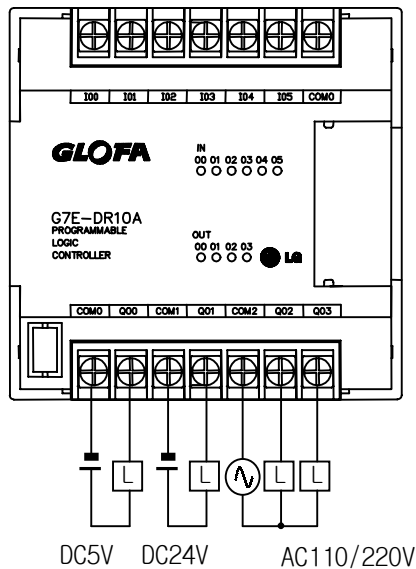 I00 I01 I02 I03 I04 I05 COM0
GLOFA
IN
00 01 02 03 04 05
G7E-DR10A
PROGRAMMABLE
LOGIC
CONTROLLER
OUT
00 01 02 03
LG
COM0 Q00 COM1 Q01 COM2 Q02 Q03
L L L L
DC5V DC24V AC110/220V